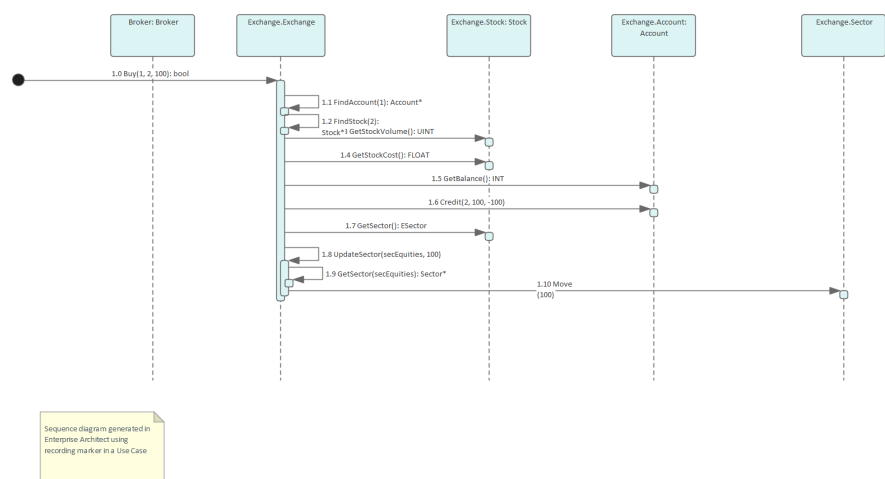 Broker: Broker
Exchange.Exchange
Exchange.Stock: Stock
Exchange.Account:
Account
Exchange.Sector
1.0 Buy(1, 2, 100): bool
1.1 FindAccount(1): Account*
1.2 FindStock(2):
Stock*
GetStockVolume(): UINT
1.4 GetStockCost(): FLOAT
1.5 GetBalance(): INT
1.6 Credit(2, 100, -100)
1.7 GetSector(): ESector
1.8 UpdateSector(secEquities, 100)
1.9 GetSector(secEquities): Sector*
1.10 Move
(100)
Sequence diagram generated in
Enterprise Architect using
recording marker in a Use Case